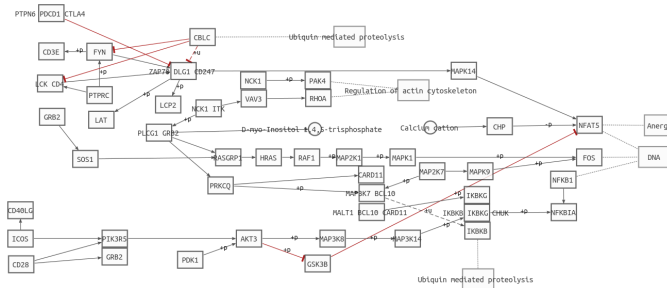 PTPN6 PDCD1 CTLA4
CBLC
Ubiquin mediated proteolysis
CD3E
+p
FYN
+u
ZAP70 DLG1 CD247
MAPK14
LCK CD4
+p
PTPRC
+p
+p
LCP2
NCK1
+p
PAK4
Regulation of actin cytoskeleton
NCK1 ITK
VAV3
RHOA
GRB2
LAT
+p
PLCG1 GRB2
D-myo-Inositol 1,4,5-trisphosphate
Calcium cation
CHP
+p
NFAT5
Anerg
SOS1
RASGRP1
HRAS
RAF1
+p
MAP2K1
+p
MAPK1
+p
FOS
DNA
PRKCQ
+p
CARD11
MAP3K7 BCL10
+p
MAP2K7
MAPK9
+p
NFKB1
MALT1 BCL10 CARD11
+u
IKBKG
CD40LG
IKBKB IKBKG CHUK
+p
NFKBIA
+p
IKBKB
ICOS
PIK3R5
AKT3
+p
MAP3K8
+p
MAP3K14
CD28
GRB2
PDK1
+p
+p
GSK3B
Ubiquin mediated proteolysis